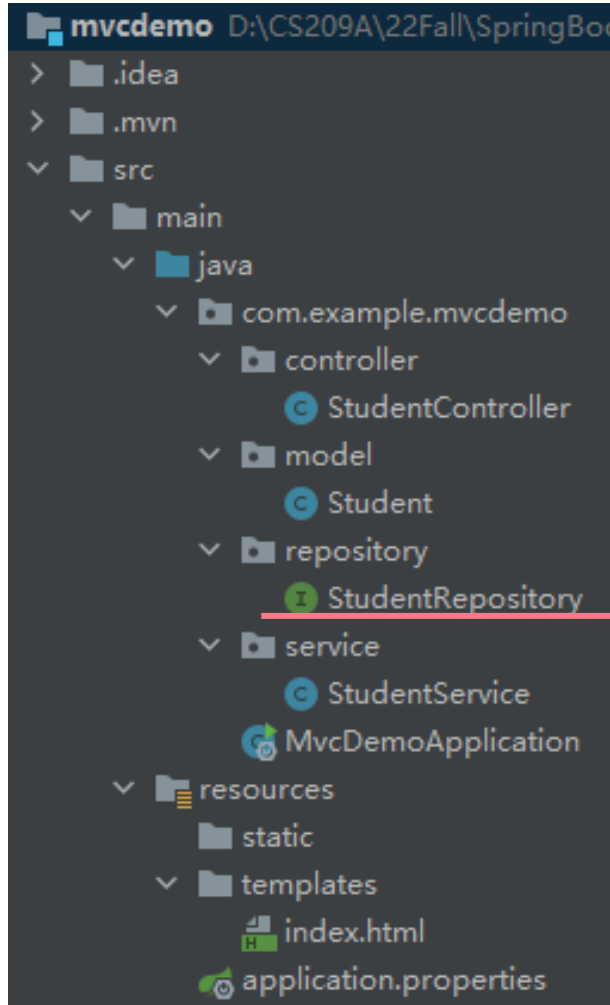 mvcdemo D:\CS209A\22Fall\SpringBoo
.idea
.mvn
src
main
java
com.example.mvcdemo
controller
StudentController
model
Student
repository
StudentRepository
service
StudentService
MvcDemoApplication
resources
static
templates
index.html
application.properties